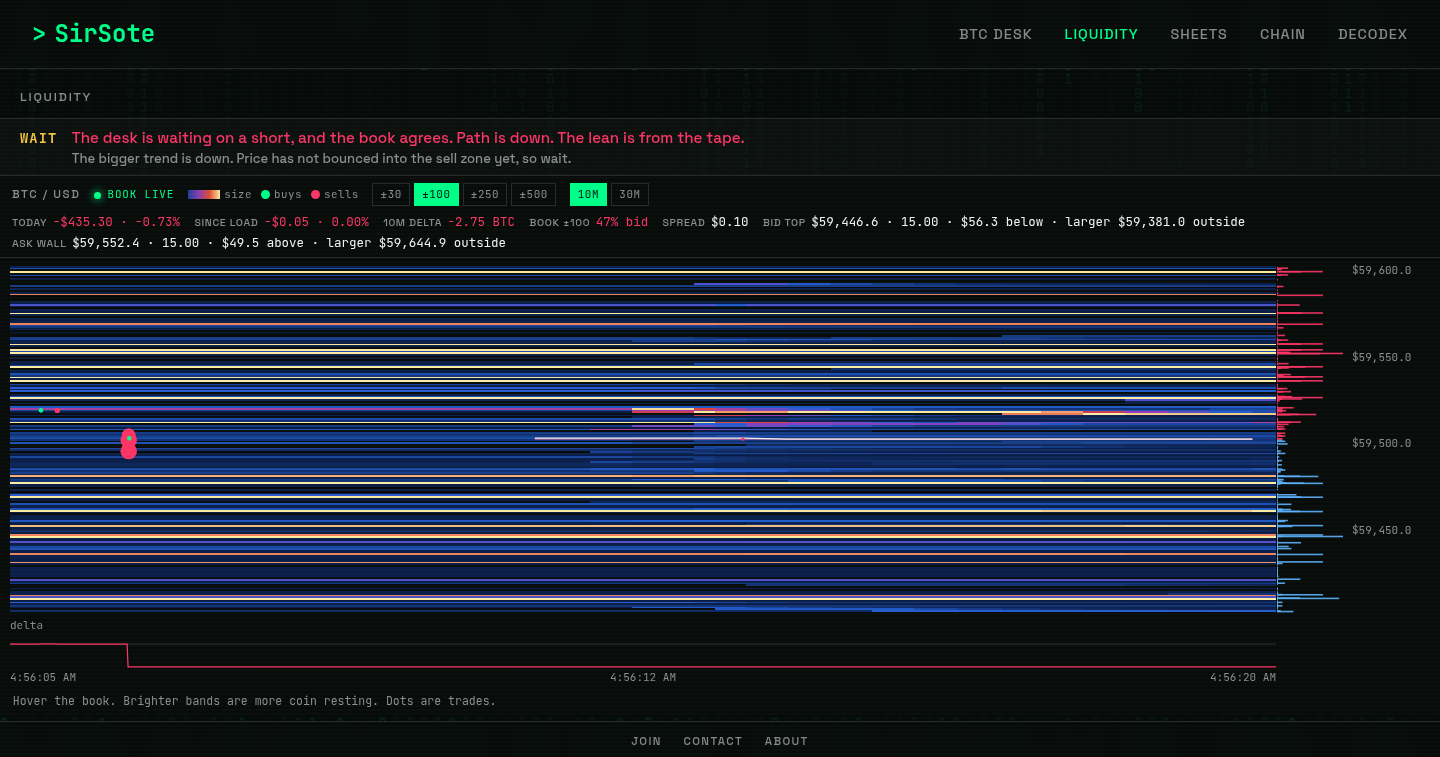 > SirSote
BTC DESK LIQUIDITY SHEETS CHAIN DECODEX
LIQUIDITY
WAIT The desk is waiting on a short, and the book agrees. Path is down. The lean is from the tape.
The bigger trend is down. Price has not bounced into the sell zone yet, so wait.
BTC / USD BOOK LIVE size buys sells ±30 ±100 ±250 ±500 10M 30M
TODAY -$435.30 · -0.73% SINCE LOAD -$0.05 · 0.00% 10M DELTA -2.75 BTC BOOK ±100 47% bid SPREAD $0.10 BID TOP $59,446.6 · 15.00 · $56.3 below · larger $59,381.0 outside
ASK WALL $59,552.4 · 15.00 · $49.5 above · larger $59,644.9 outside
$59,600.0
$59,550.0
$59,500.0
$59,450.0
delta
4:56:05 AM 4:56:12 AM 4:56:20 AM
Hover the book. Brighter bands are more coin resting. Dots are trades.
JOIN CONTACT ABOUT